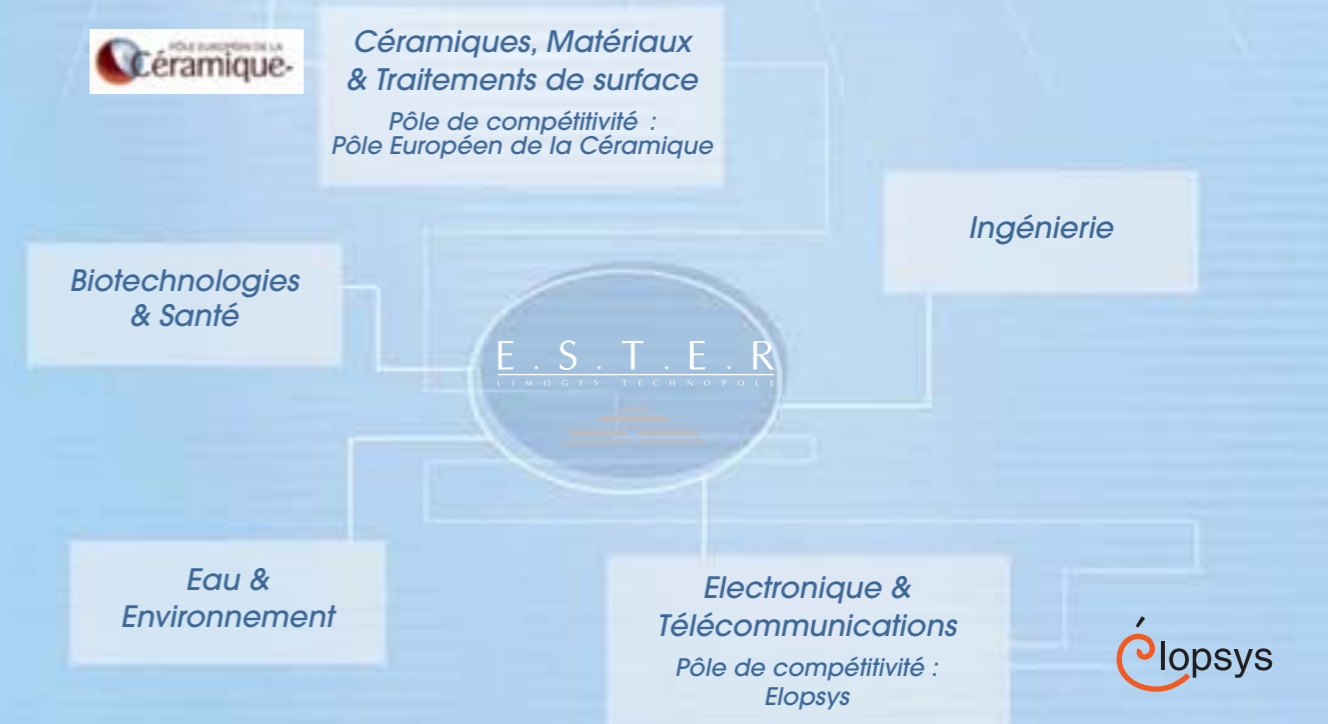 PÔLE EUROPÉEN DE LA
Céramique
Céramiques, Matériaux
& Traitements de surface
Pôle de compétitivité :
Pôle Européen de la Céramique
Ingénierie
Biotechnologies
& Santé
E.S.T.E.R
LIMOGES TECHNOPOLE
Eau &
Environnement
Electronique &
Télécommunications
Pôle de compétitivité :
Elopsys
élopsys